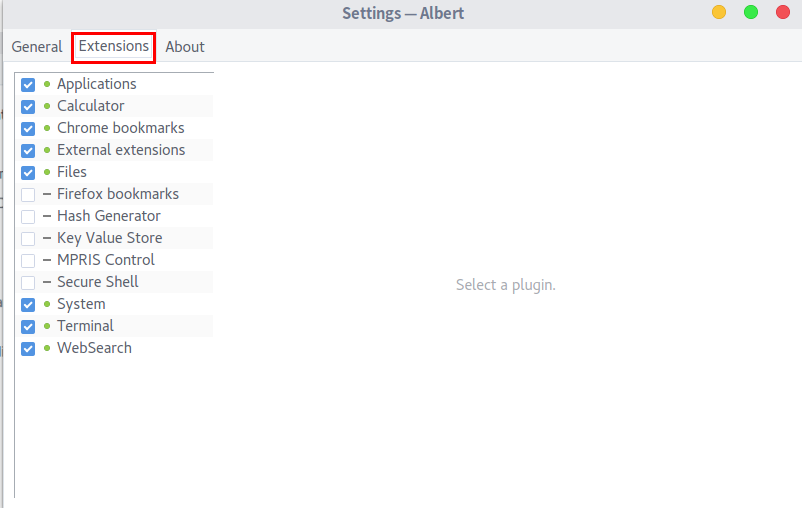 Settings — Albert
General Extensions About
Applications
Calculator
Chrome bookmarks
External extensions
Files
Firefox bookmarks
Hash Generator
Key Value Store
MPRIS Control
Secure Shell
System
Terminal
WebSearch
Select a plugin.